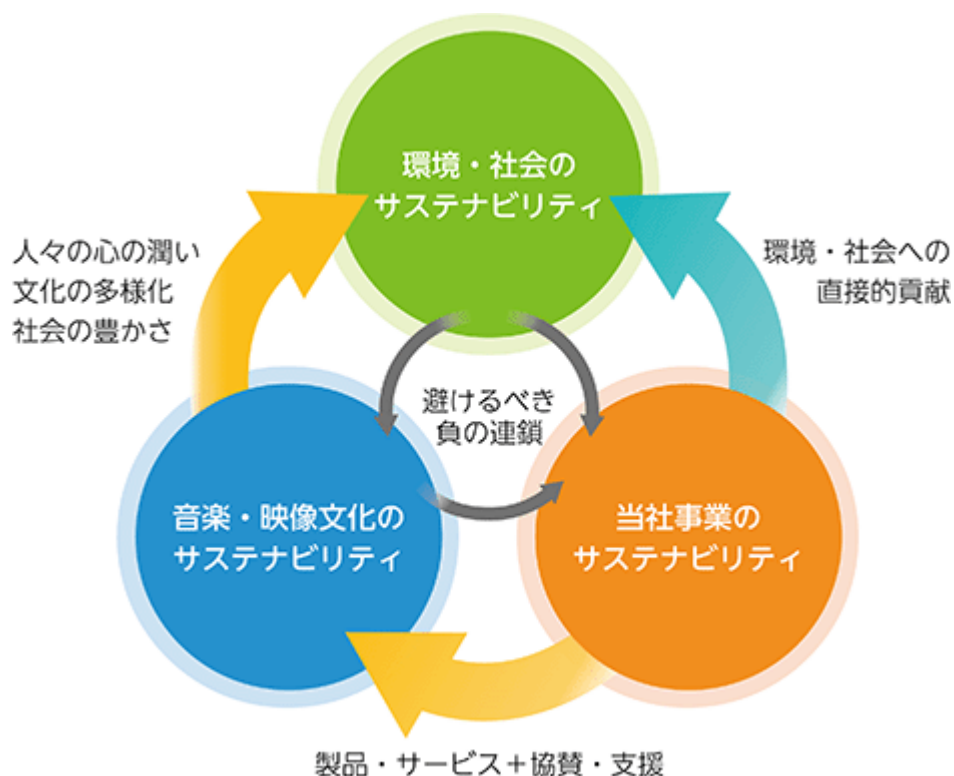 環境・社会の
サステナビリティ
人々の心の潤い
文化の多様化
社会の豊かさ
環境・社会への
直接的貢献
避けるべき
負の連鎖
音楽・映像文化の
サステナビリティ
当社事業の
サステナビリティ
製品・サービス＋協賛・支援